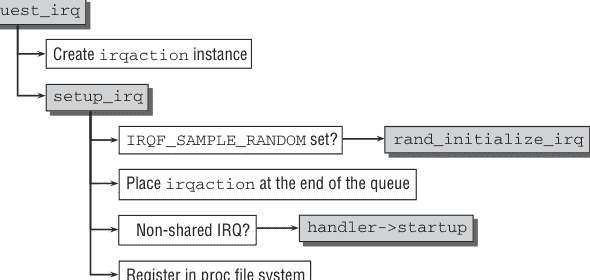 uest_irq
Create irqaction instance
setup_irq
IRQF_SAMPLE_RANDOM set?
rand_initialize_irq
Place irqaction at the end of the queue
Non-shared IRQ?
handler->startup
Register in proc file system